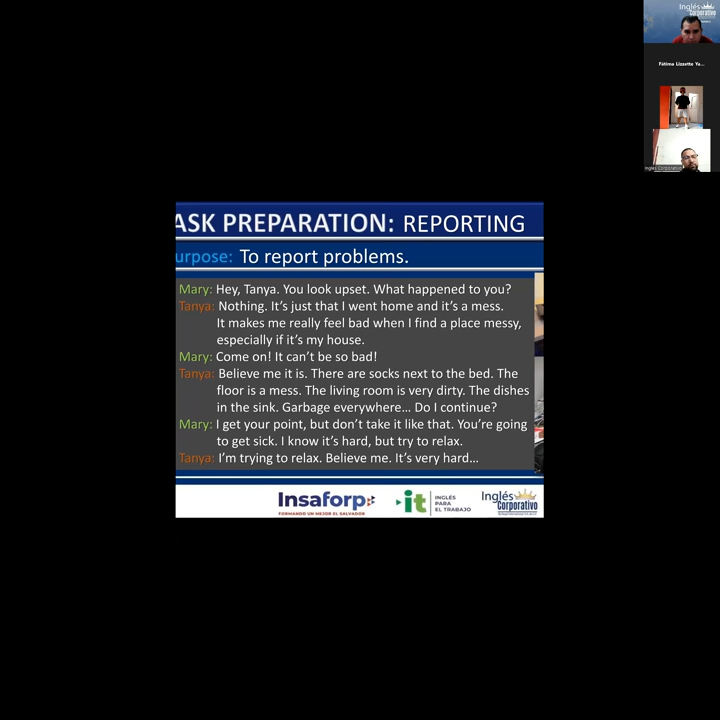 ASK PREPARATION: REPORTING
urpose: To report problems.
Mary: Hey, Tanya. You look upset. What happened to you?
Tanya: Nothing. It's just that I went home and it's a mess.
It makes me really feel bad when I find a place messy,
especially if it's my house.
Mary: Come on! It can't be so bad!
Tanya: Believe me it is. There are socks next to the bed. The
floor is a mess. The living room is very dirty. The dishes
in the sink. Garbage everywhere... Do I continue?
Mary: I get your point, but don't take it like that. You're going
to get sick. I know it's hard, but try to relax.
Tanya: I'm trying to relax. Believe me. It's very hard...
Insaforp
FORMANDO UN MEJOR EL SALVADOR
it
INGLÉS
PARA
EL TRABAJO
Inglés
Corporativo
Inglés
Corporativo
Fátima Lizzette Ya...
Inglés Corporativo